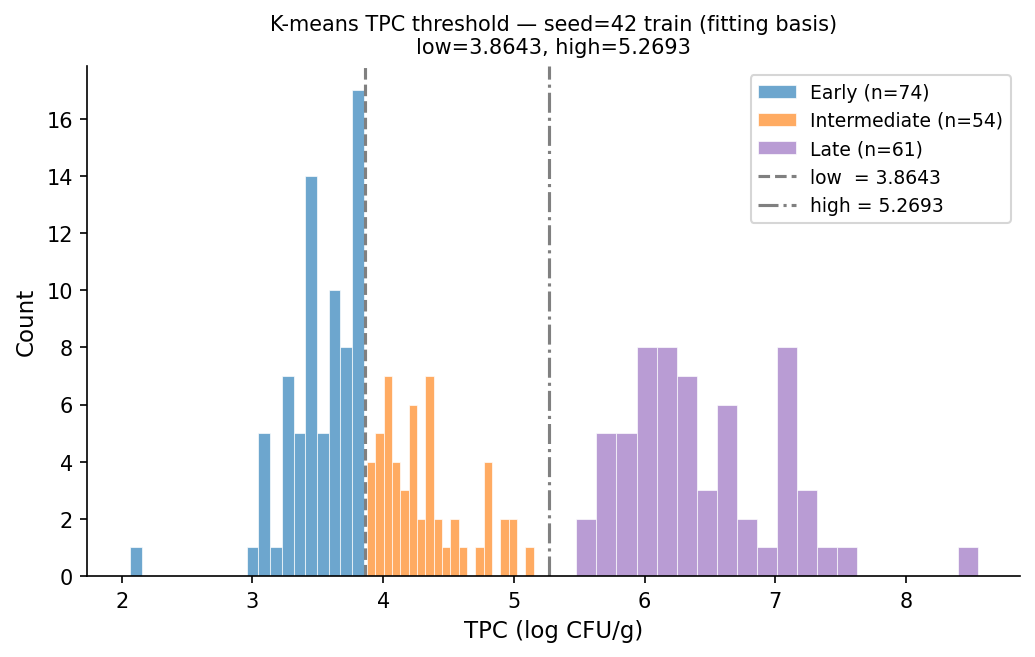 K-means TPC threshold — seed=42 train (fitting basis)
low=3.8643, high=5.2693
Early (n=74)
Intermediate (n=54)
Late (n=61)
low  = 3.8643
high = 5.2693
Count
16
14
12
10
8
6
4
2
0
2 3 4 5 6 7 8
TPC (log CFU/g)